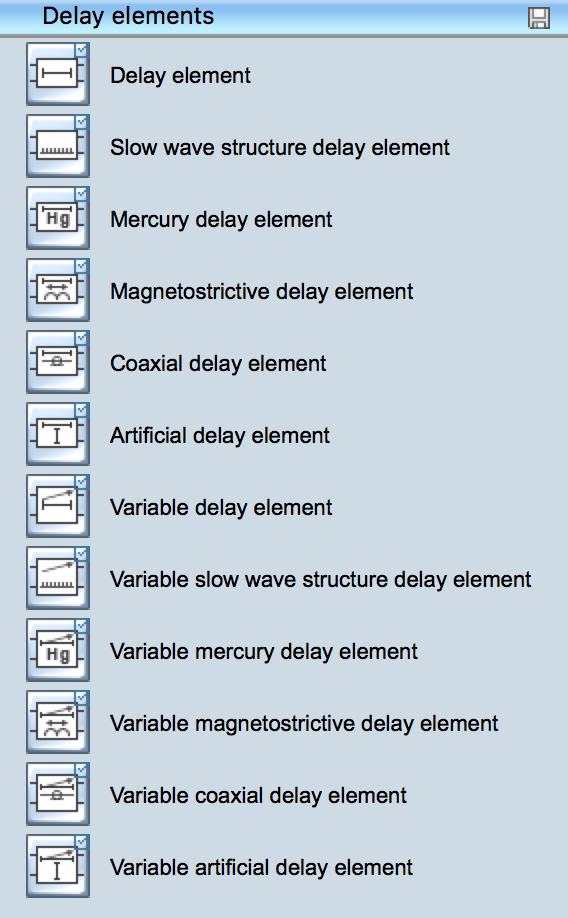 Delay elements
Delay element
Slow wave structure delay element
Hg
Mercury delay element
Magnetostrictive delay element
Coaxial delay element
I
Artificial delay element
Variable delay element
Variable slow wave structure delay element
Hg
Variable mercury delay element
Variable magnetostrictive delay element
Variable coaxial delay element
I
Variable artificial delay element